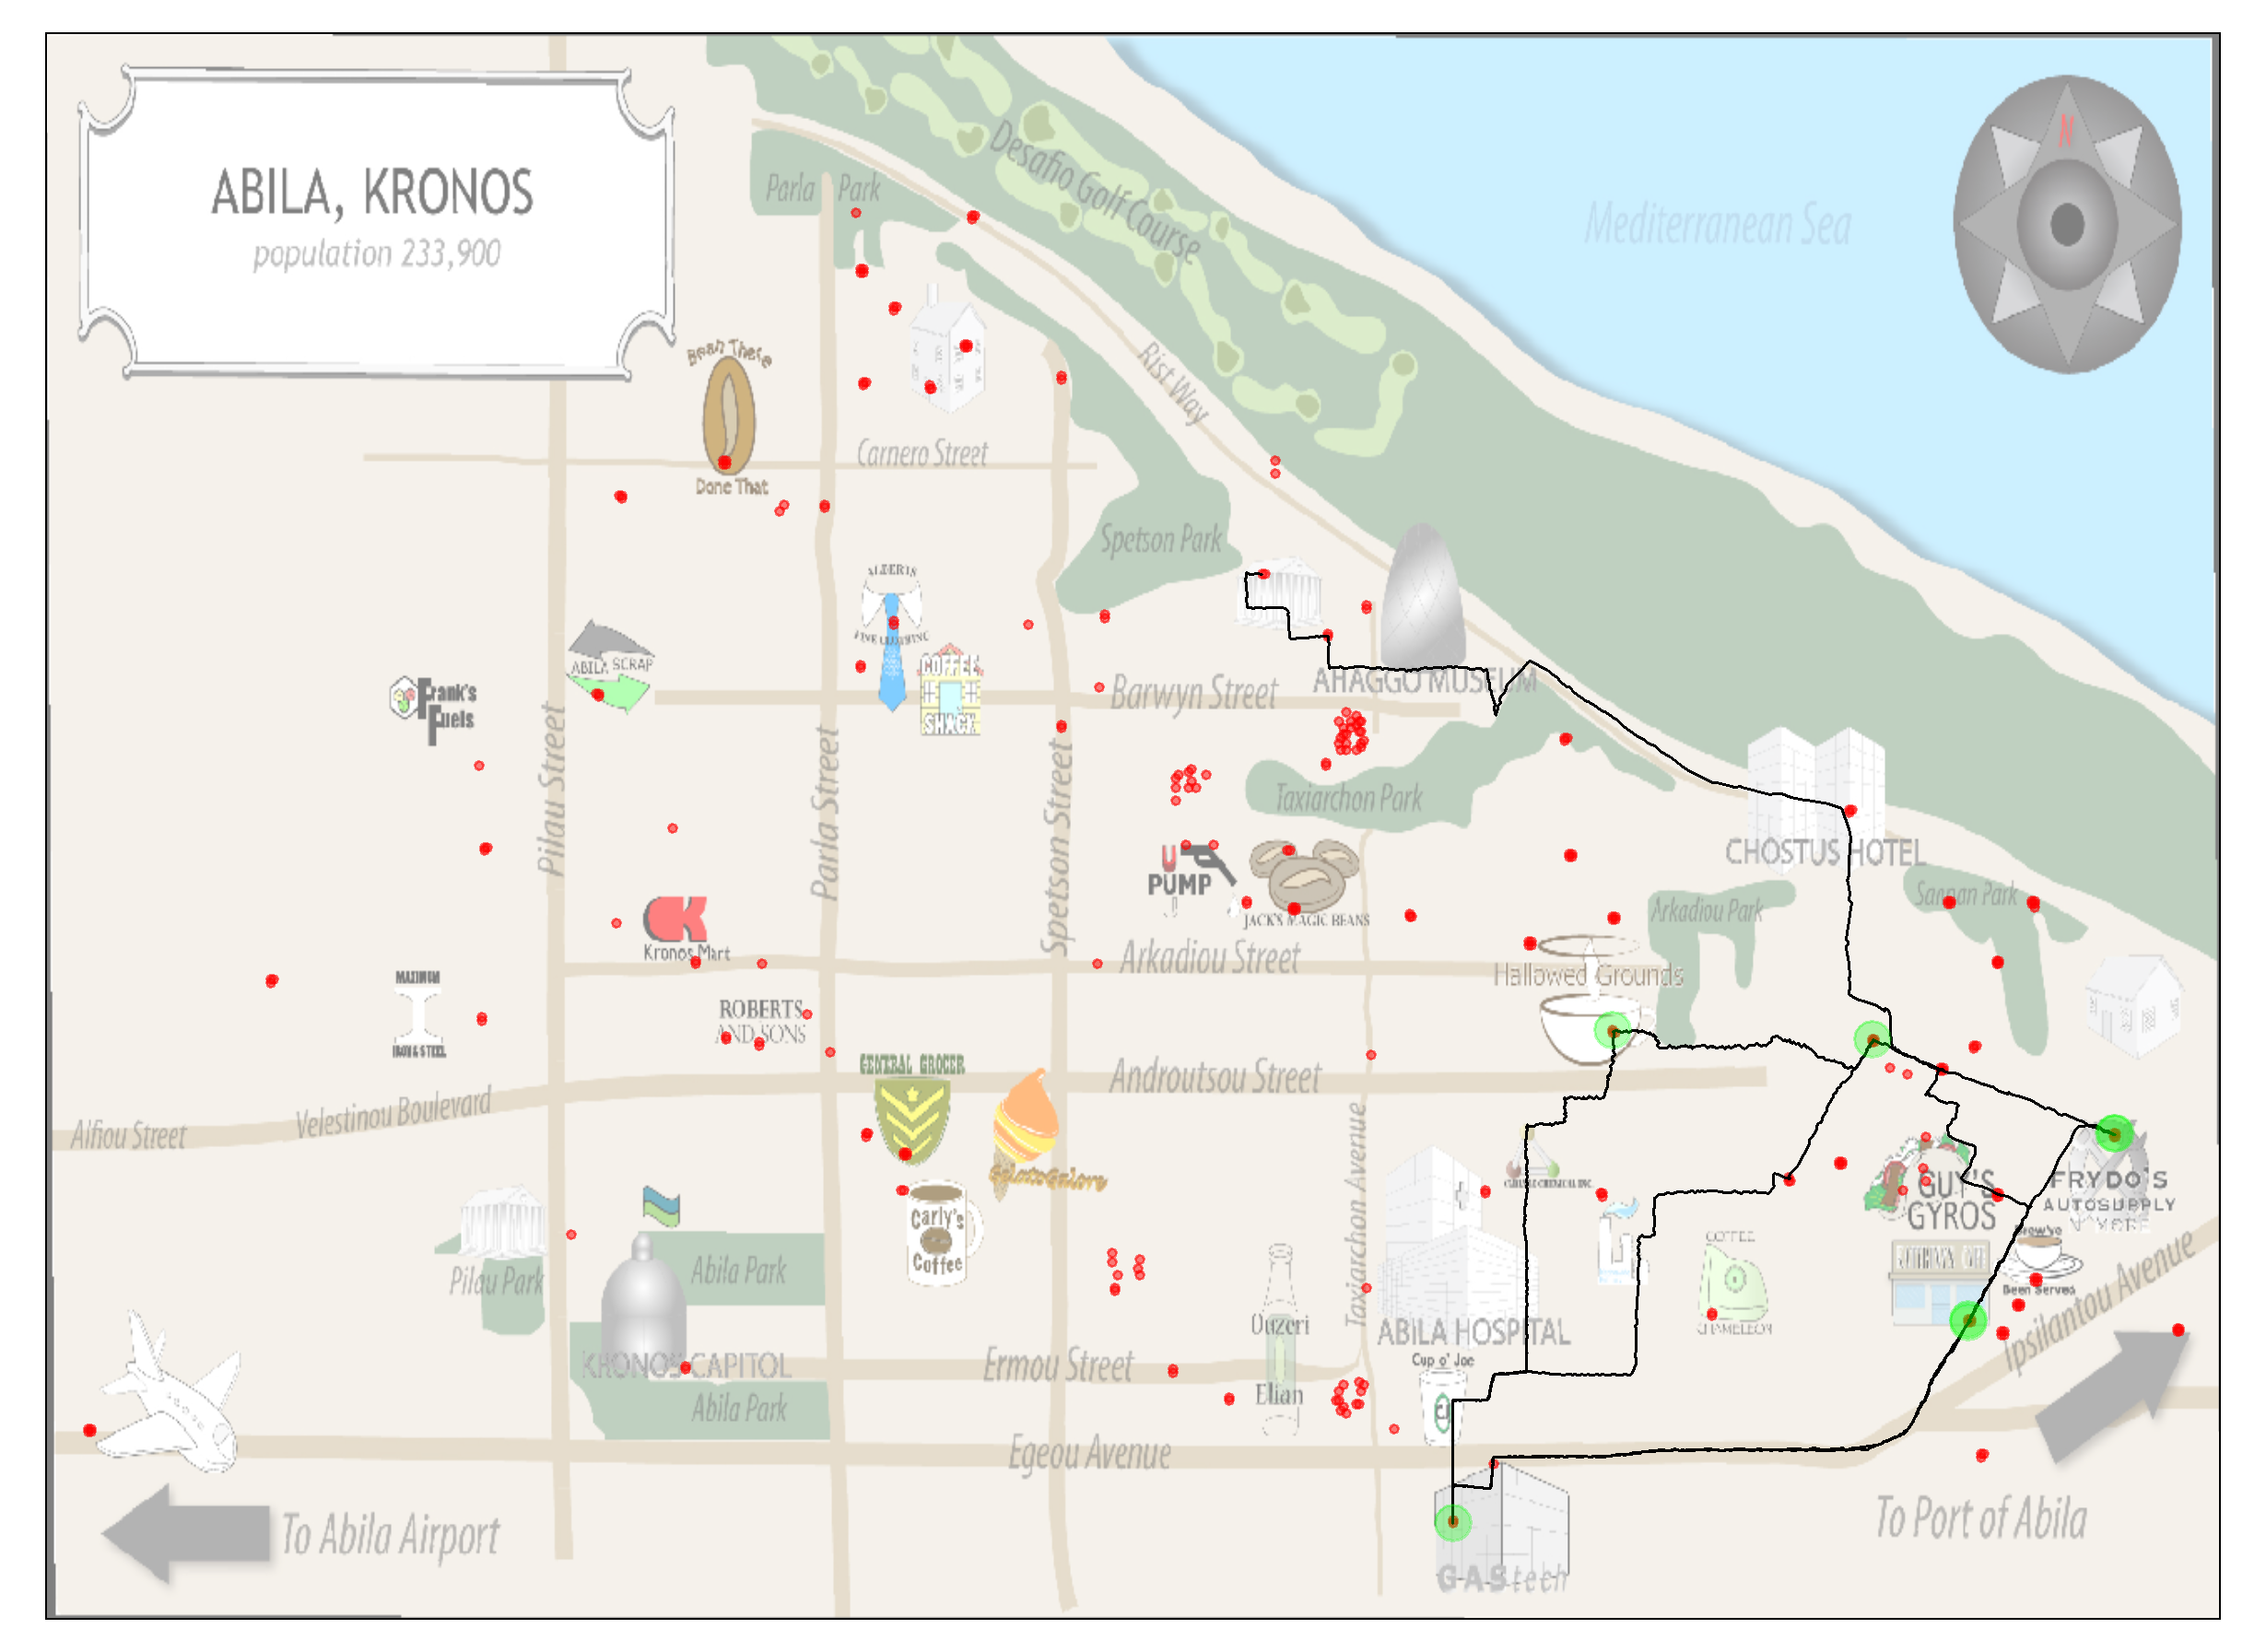 ABILA, KRONOS
population 233,900
N
Mediterranean Sea
Desafio Golf Course
Parla Park
Rist Way
Bean There
Done That
Carnero Street
Spetson Park
ALBERTS
FINE CLOTHING
ABILA SCRAP
COFFEE
SHACK
Frank's
Fuels
AHAGGO MUSEUM
Barwyn Street
Pilau Street
Parla Street
Spetson Street
Taxiarchon Park
CHOSTUS HOTEL
U
PUMP
JACK'S MAGIC BEANS
Arkadiou Park
Sannan Park
Kronos Mart
Arkadiou Street
Hallowed Grounds
MAXIMUM
IRON & STEEL
ROBERTS
AND SONS
GENERAL GROCER
Androutsou Street
Velestinou Boulevard
Alfiou Street
Taxiarchon Avenue
GelatoGalore
GUY'S
GYROS
FRYDO'S
AUTOSUPPLY
N' MORE
Carly's
Coffee
Brew've
Been Served
COFFEE
CHAMELEON
Pilau Park
Abila Park
Ouzeri
Elian
ABILA HOSPITAL
Cup o' Joe
Ipsilantou Avenue
KRONOS CAPITOL
Ermou Street
Abila Park
Egeou Avenue
To Abila Airport
To Port of Abila
GAStech